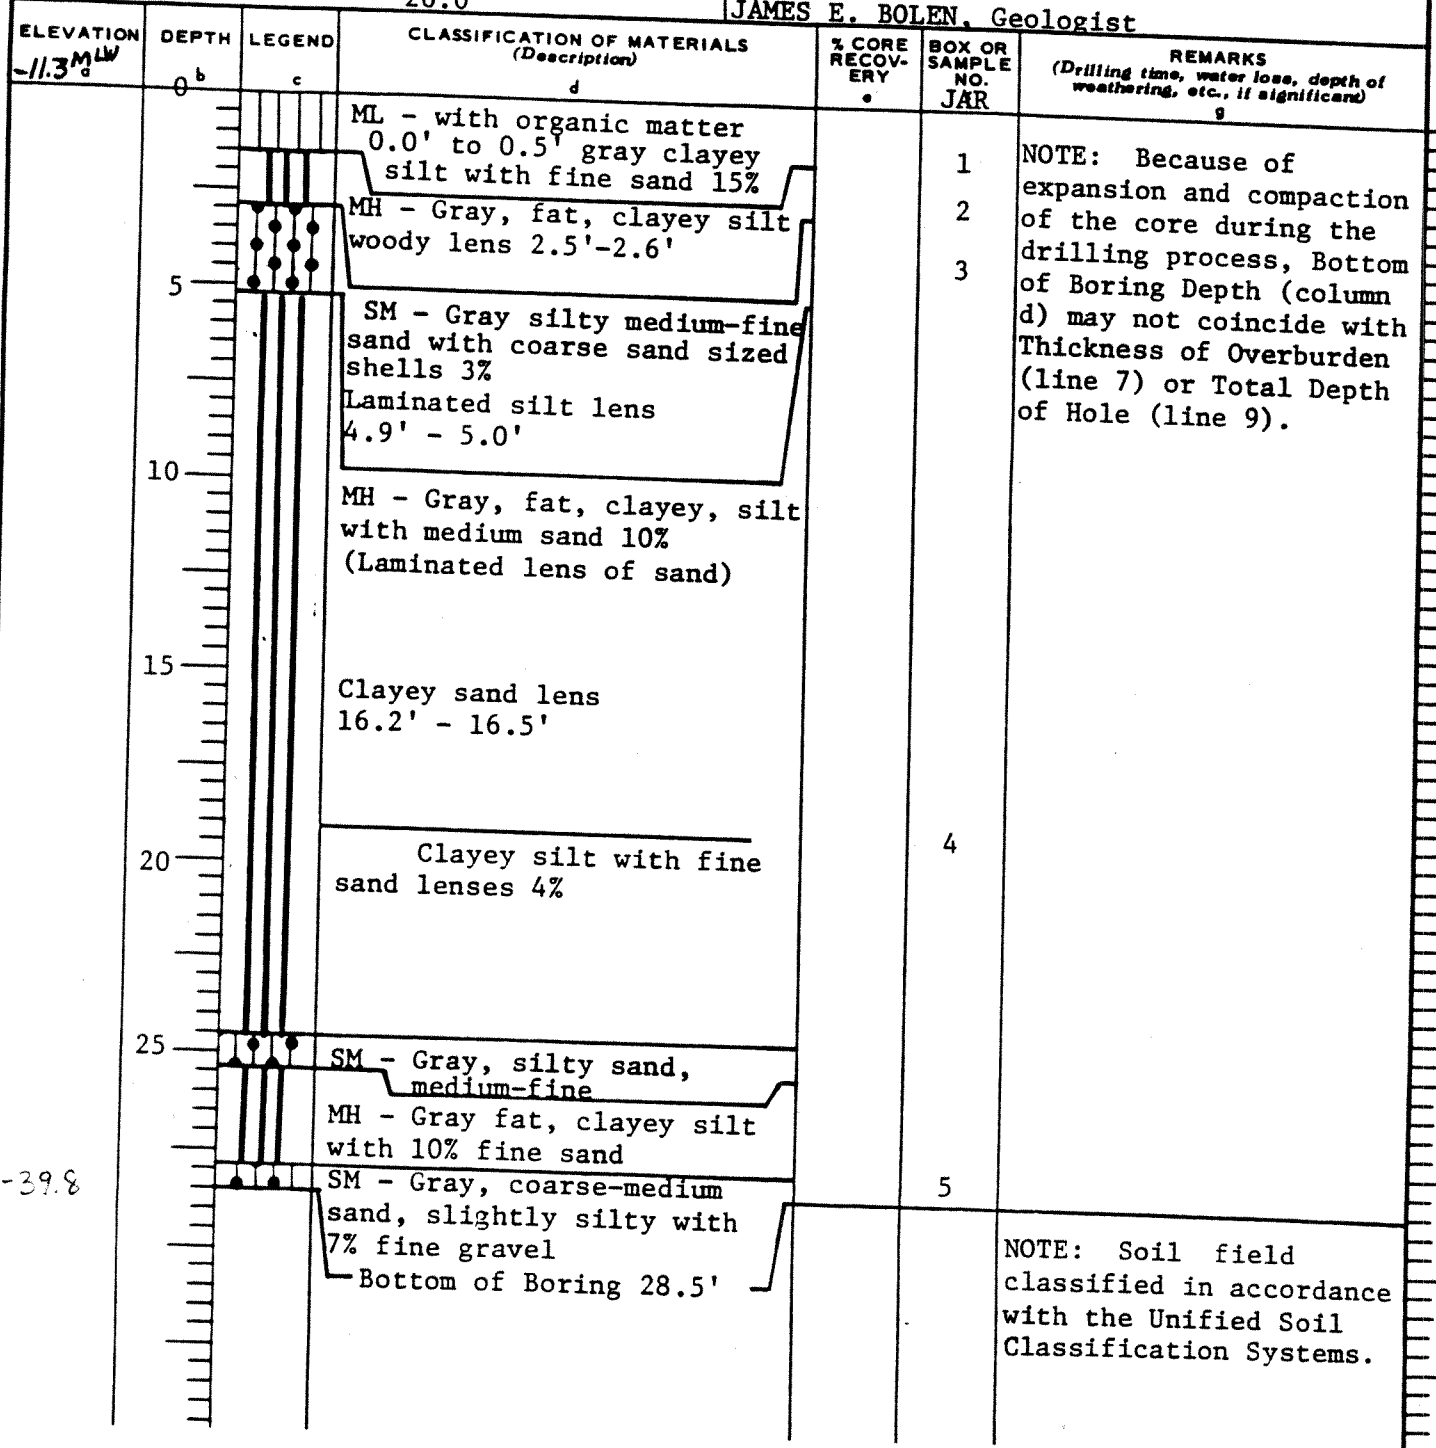 JAMES E. BOLEN, Geologist
ELEVATION
-11.3 MLW
a
DEPTH
b
LEGEND
c
CLASSIFICATION OF MATERIALS
(Description)
d
% CORE
RECOV-
ERY
e
BOX OR
SAMPLE
NO.
JAR
REMARKS
(Drilling time, water loss, depth of
weathering, etc., if significant)
g
0
5
10
15
20
25
-39.8
ML - with organic matter
0.0' to 0.5' gray clayey
silt with fine sand 15%
MH - Gray, fat, clayey silt
woody lens 2.5'-2.6'
SM - Gray silty medium-fine
sand with coarse sand sized
shells 3%
Laminated silt lens
4.9' - 5.0'
MH - Gray, fat, clayey, silt
with medium sand 10%
(Laminated lens of sand)
Clayey sand lens
16.2' - 16.5'
Clayey silt with fine
sand lenses 4%
SM - Gray, silty sand,
medium-fine
MH - Gray fat, clayey silt
with 10% fine sand
SM - Gray, coarse-medium
sand, slightly silty with
7% fine gravel
Bottom of Boring 28.5'
1
2
3
4
5
NOTE: Because of
expansion and compaction
of the core during the
drilling process, Bottom
of Boring Depth (column
d) may not coincide with
Thickness of Overburden
(line 7) or Total Depth
of Hole (line 9).
NOTE: Soil field
classified in accordance
with the Unified Soil
Classification Systems.